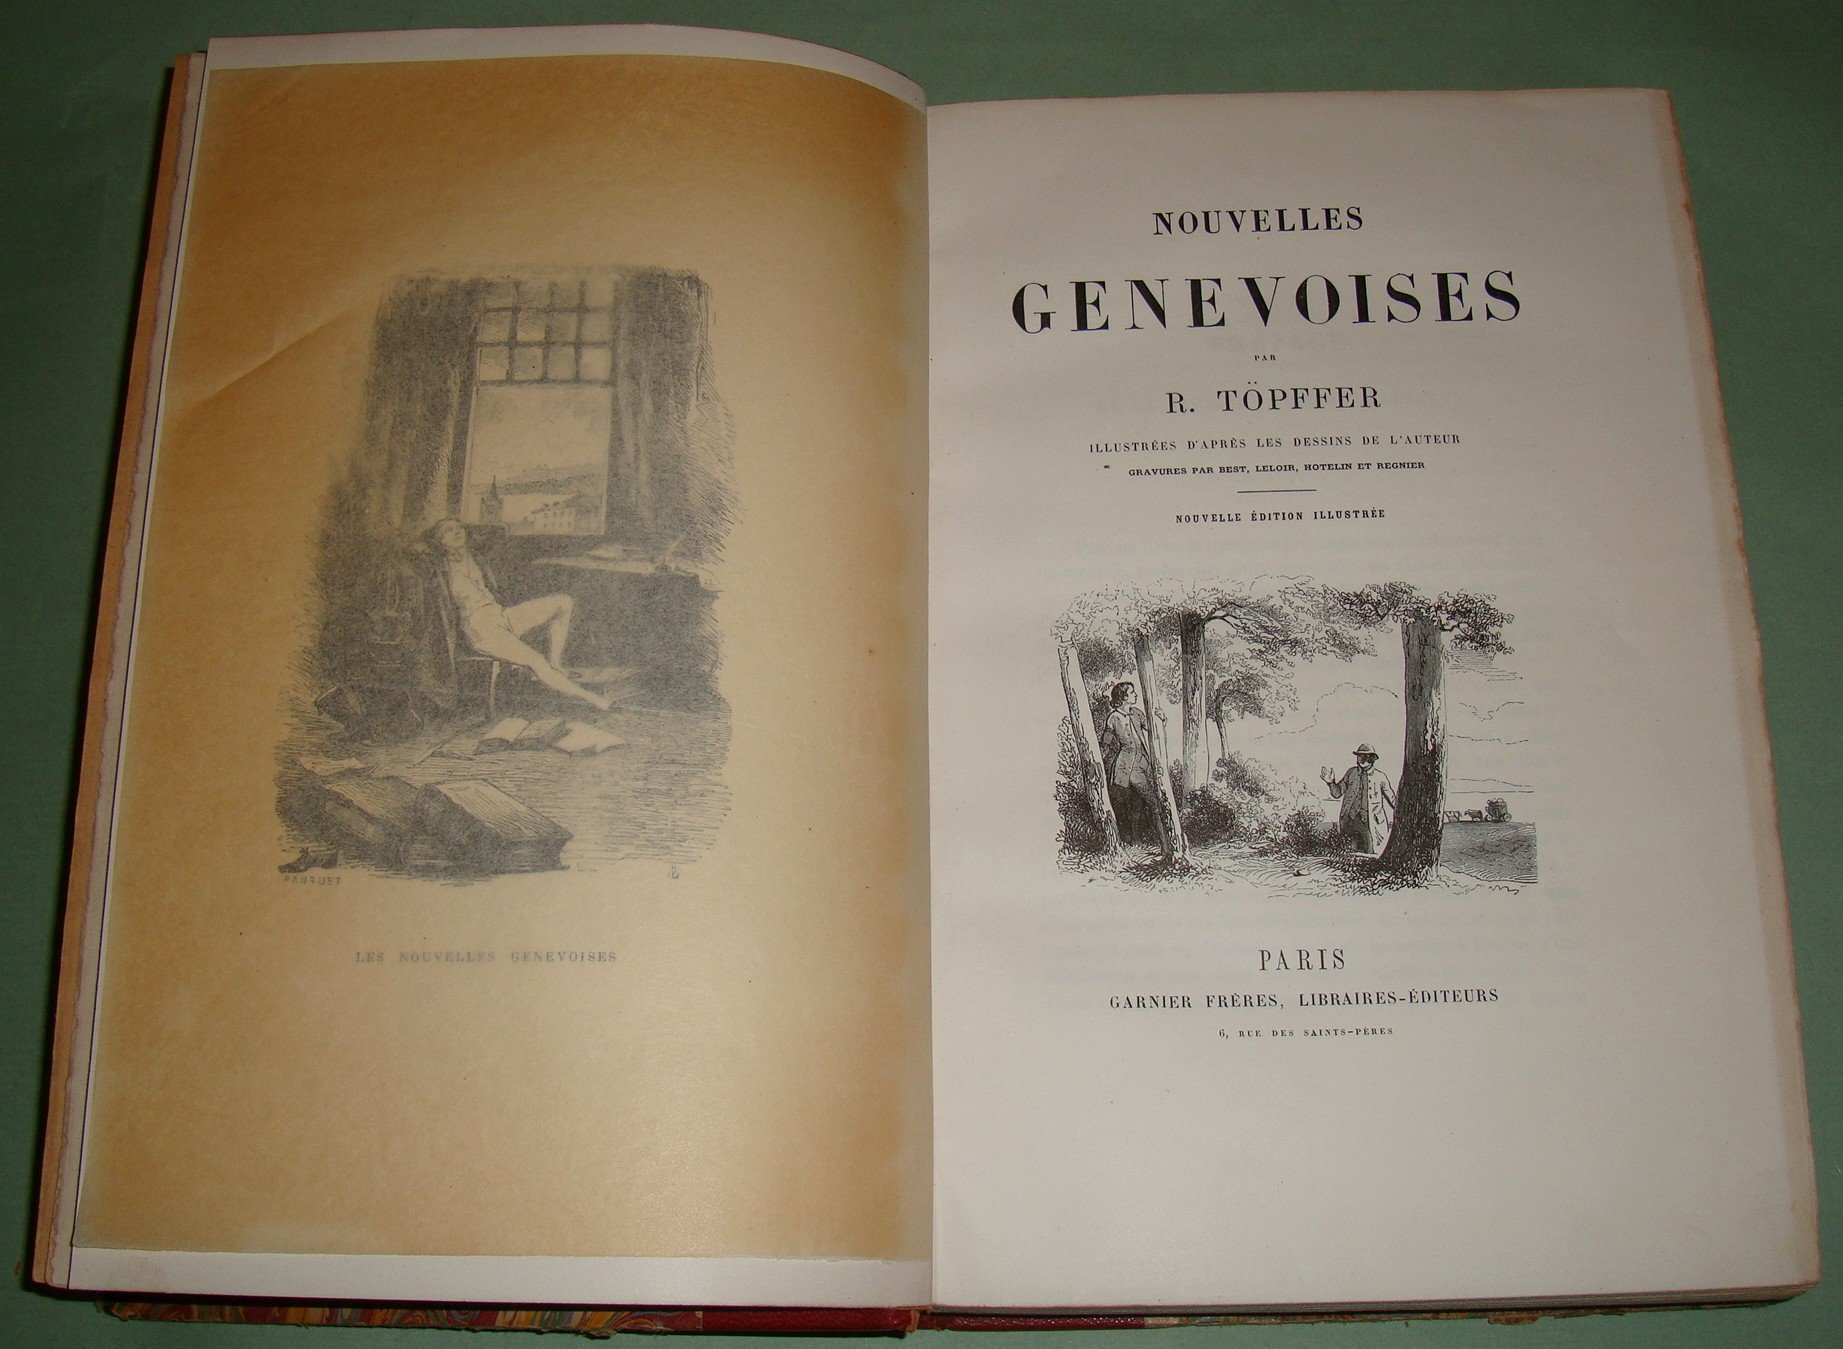 PAUGUST
LES NOUVELLES GENEVOISES
NOUVELLES
GENEVOISES
PAR
R. TÖPFFER
ILLUSTRÉES D'APRÈS LES DESSINS DE L'AUTEUR
GRAVURES PAR BEST, LELOIR, HOTELIN ET REGNIER
NOUVELLE ÉDITION ILLUSTRÉE
PARIS
GARNIER FRÈRES, LIBRAIRES-ÉDITEURS
6, RUE DES SAINTS-PÈRES